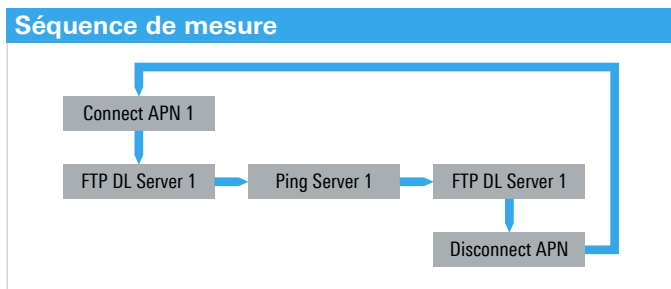 Séquence de mesure
Connect APN 1
FTP DL Server 1
Ping Server 1
FTP DL Server 1
Disconnect APN